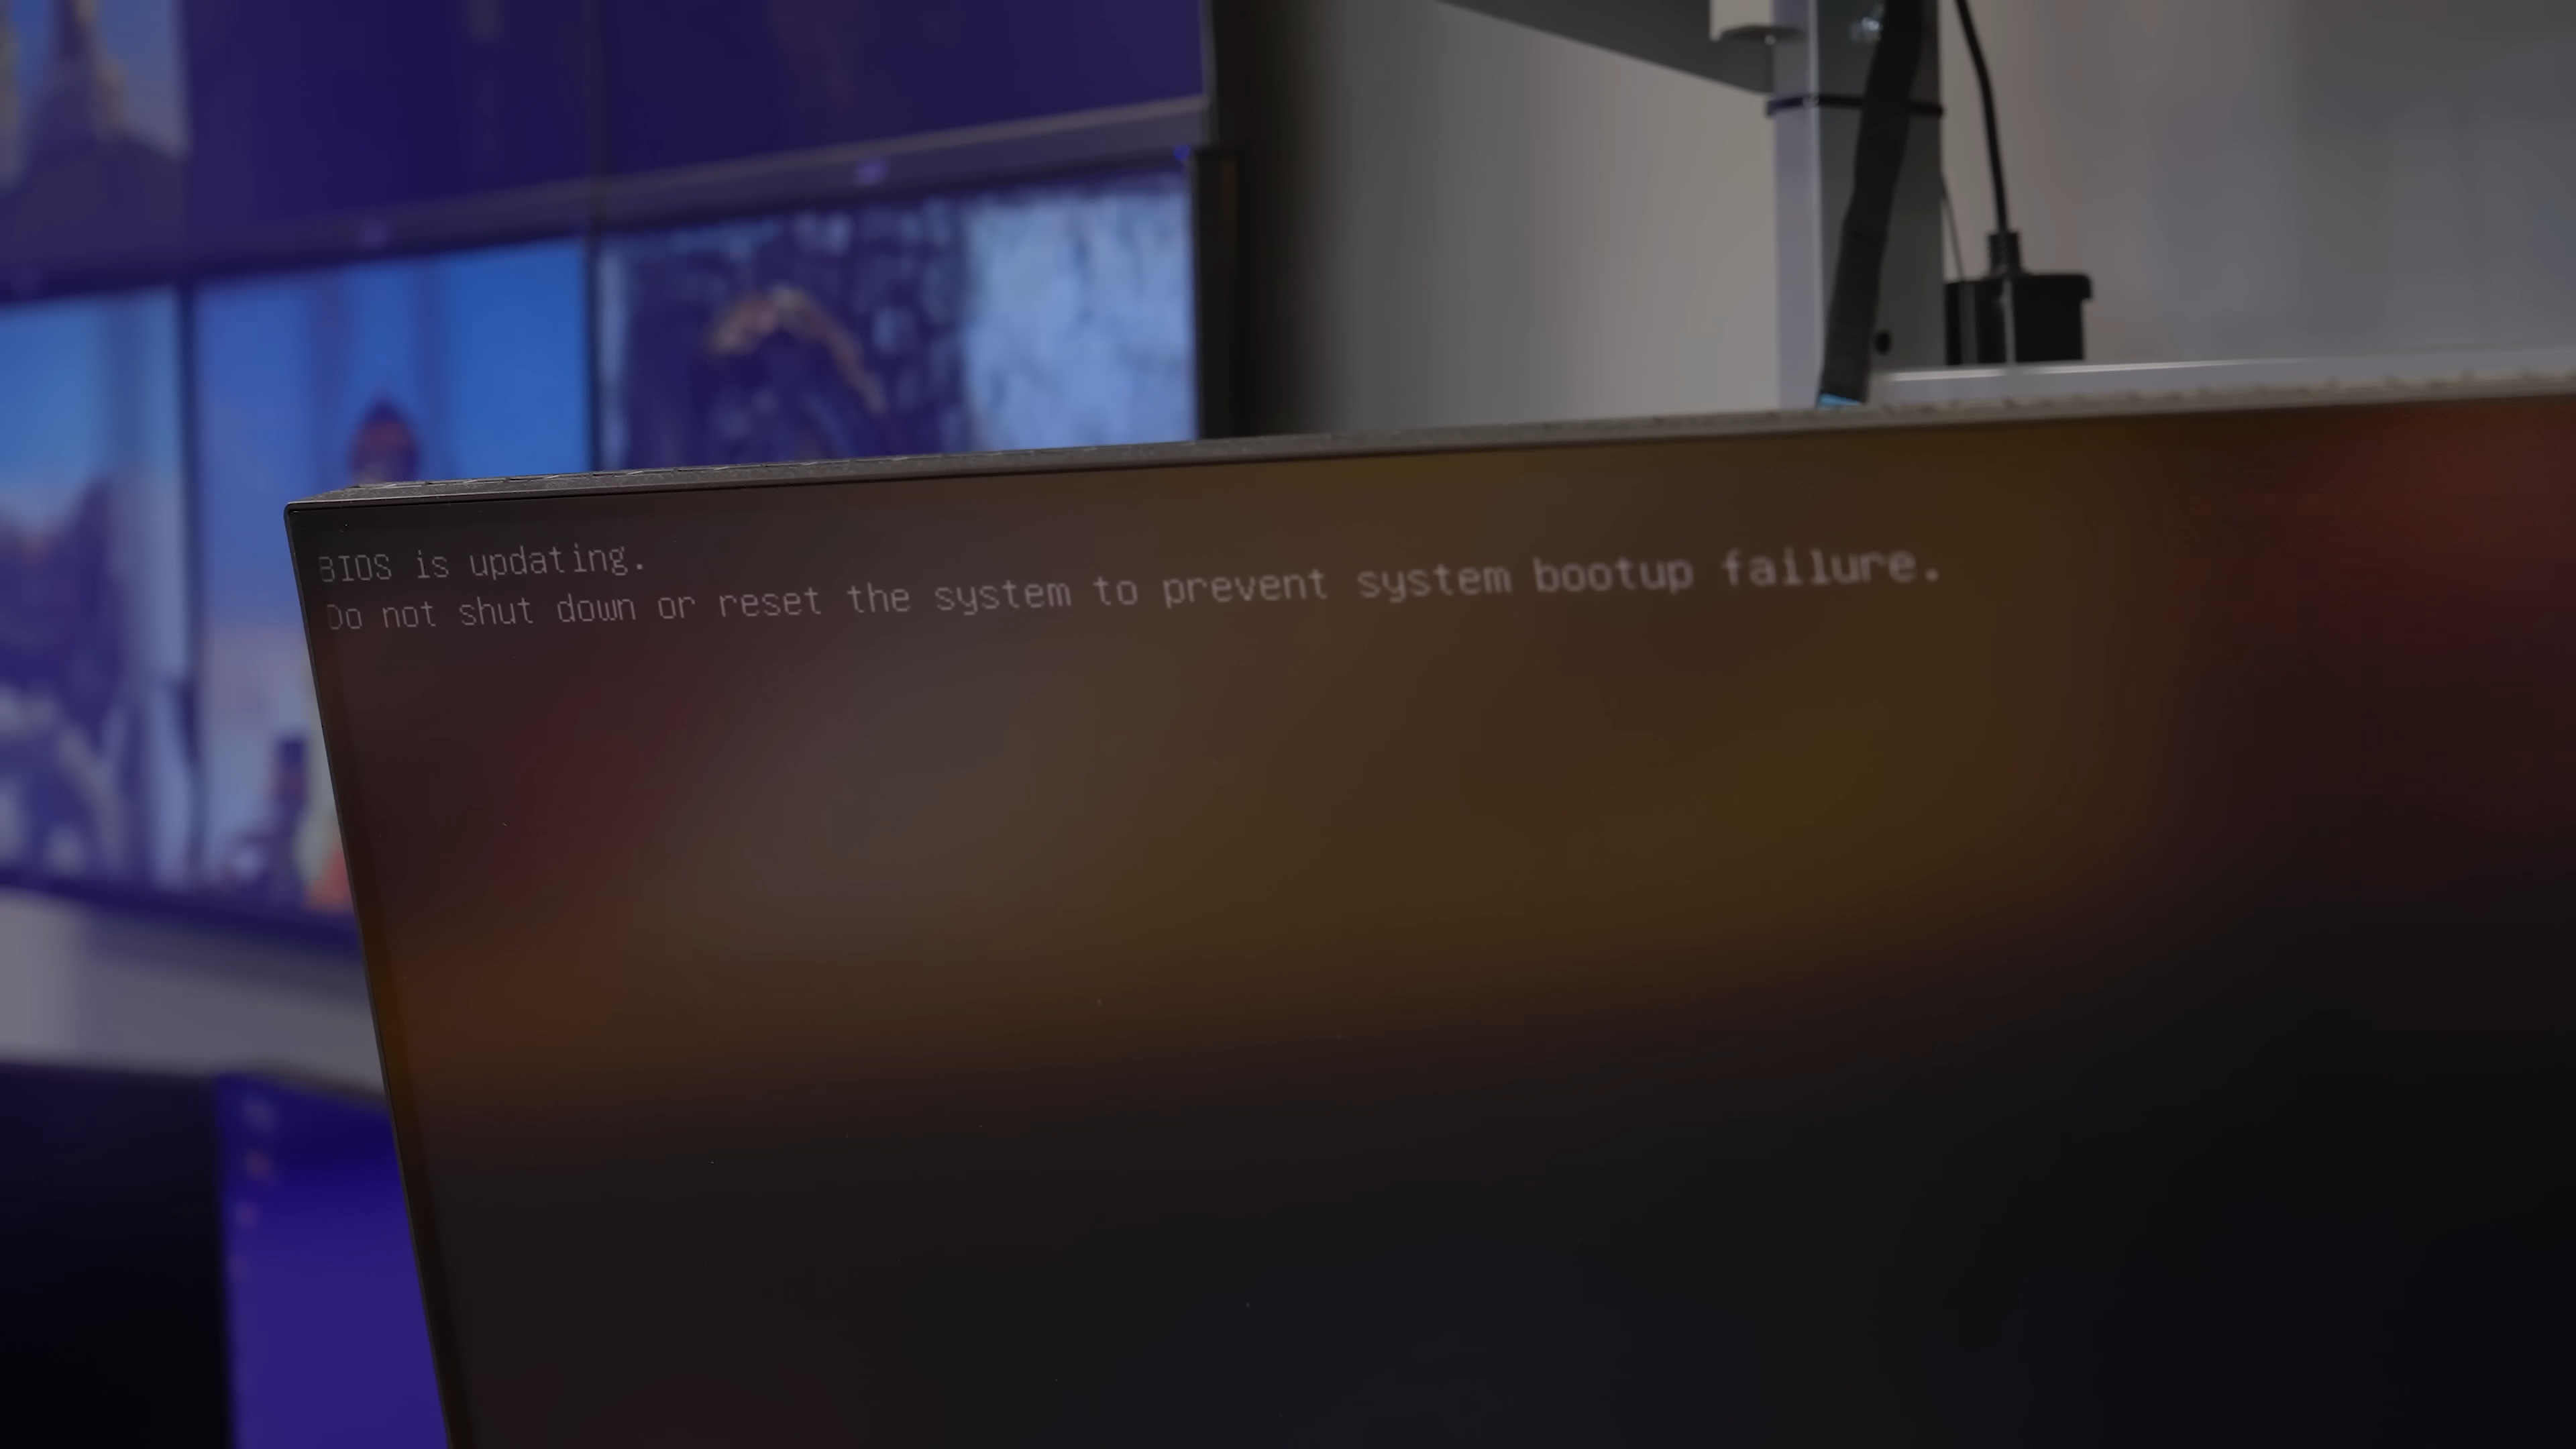 BIOS is updating.
Do not shut down or reset the system to prevent system bootup failure.